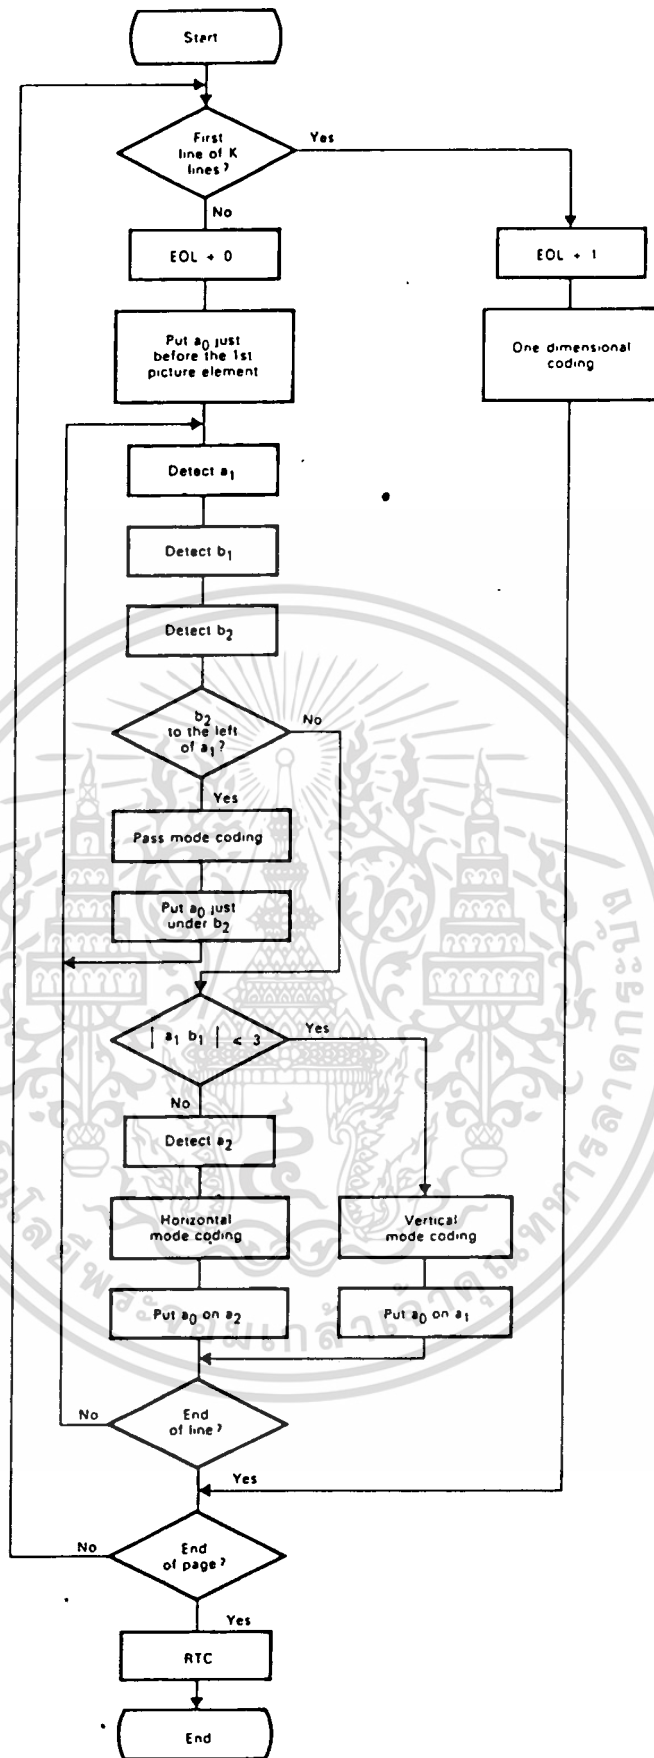 Start
First
line of K
lines?
Yes
No
EOL + 0
EOL + 1
Put a0 just
before the 1st
picture element
One dimensional
coding
Detect a1
Detect b1
Detect b2
b2
to the left
of a1?
No
Yes
Pass mode coding
Put a0 just
under b2
| a1 b1 | < 3
Yes
No
Detect a2
Horizontal
mode coding
Vertical
mode coding
Put a0 on a2
Put a0 on a1
End
of line?
No
Yes
End
of page?
No
Yes
RTC
End